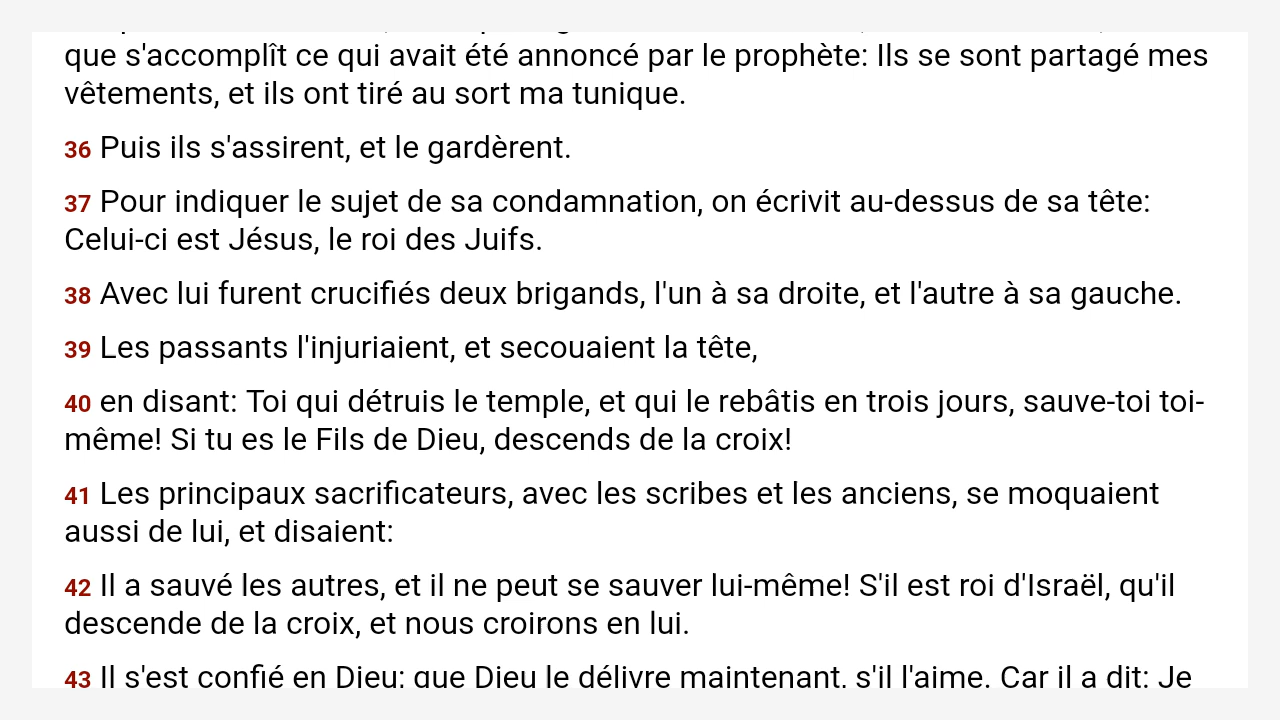 que s'accomplît ce qui avait été annoncé par le prophète: Ils se sont partagé mes
vêtements, et ils ont tiré au sort ma tunique.
36 Puis ils s'assirent, et le gardèrent.
37 Pour indiquer le sujet de sa condamnation, on écrivit au-dessus de sa tête:
Celui-ci est Jésus, le roi des Juifs.
38 Avec lui furent crucifiés deux brigands, l'un à sa droite, et l'autre à sa gauche.
39 Les passants l'injuriaient, et secouaient la tête,
40 en disant: Toi qui détruis le temple, et qui le rebâtis en trois jours, sauve-toi toi-
même! Si tu es le Fils de Dieu, descends de la croix!
41 Les principaux sacrificateurs, avec les scribes et les anciens, se moquaient
aussi de lui, et disaient:
42 Il a sauvé les autres, et il ne peut se sauver lui-même! S'il est roi d'Israël, qu'il
descende de la croix, et nous croirons en lui.
43 Il s'est confié en Dieu; que Dieu le délivre maintenant, s'il l'aime. Car il a dit: Je